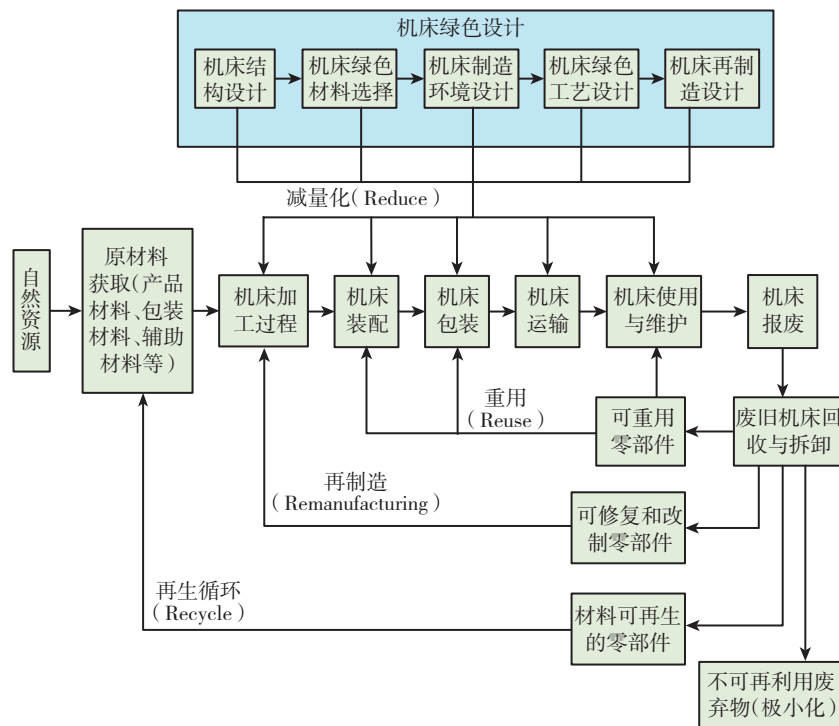 机床绿色设计
机床结
构设计
机床绿色
材料选择
机床制造
环境设计
机床绿色
工艺设计
机床再制
造设计
减量化(Reduce)
自然资源
原材料
获取(产品
材料、包装
材料、辅助
材料等)
机床加
工过程
机床
装配
机床
包装
机床
运输
机床使用
与维护
机床
报废
重用
(Reuse)
可重用
零部件
废旧机床回
收与拆卸
再制造
(Remanufacturing)
可修复和改
制零部件
再生循环
(Recycle)
材料可再生
的零部件
不可再利用废
弃物(极小化)